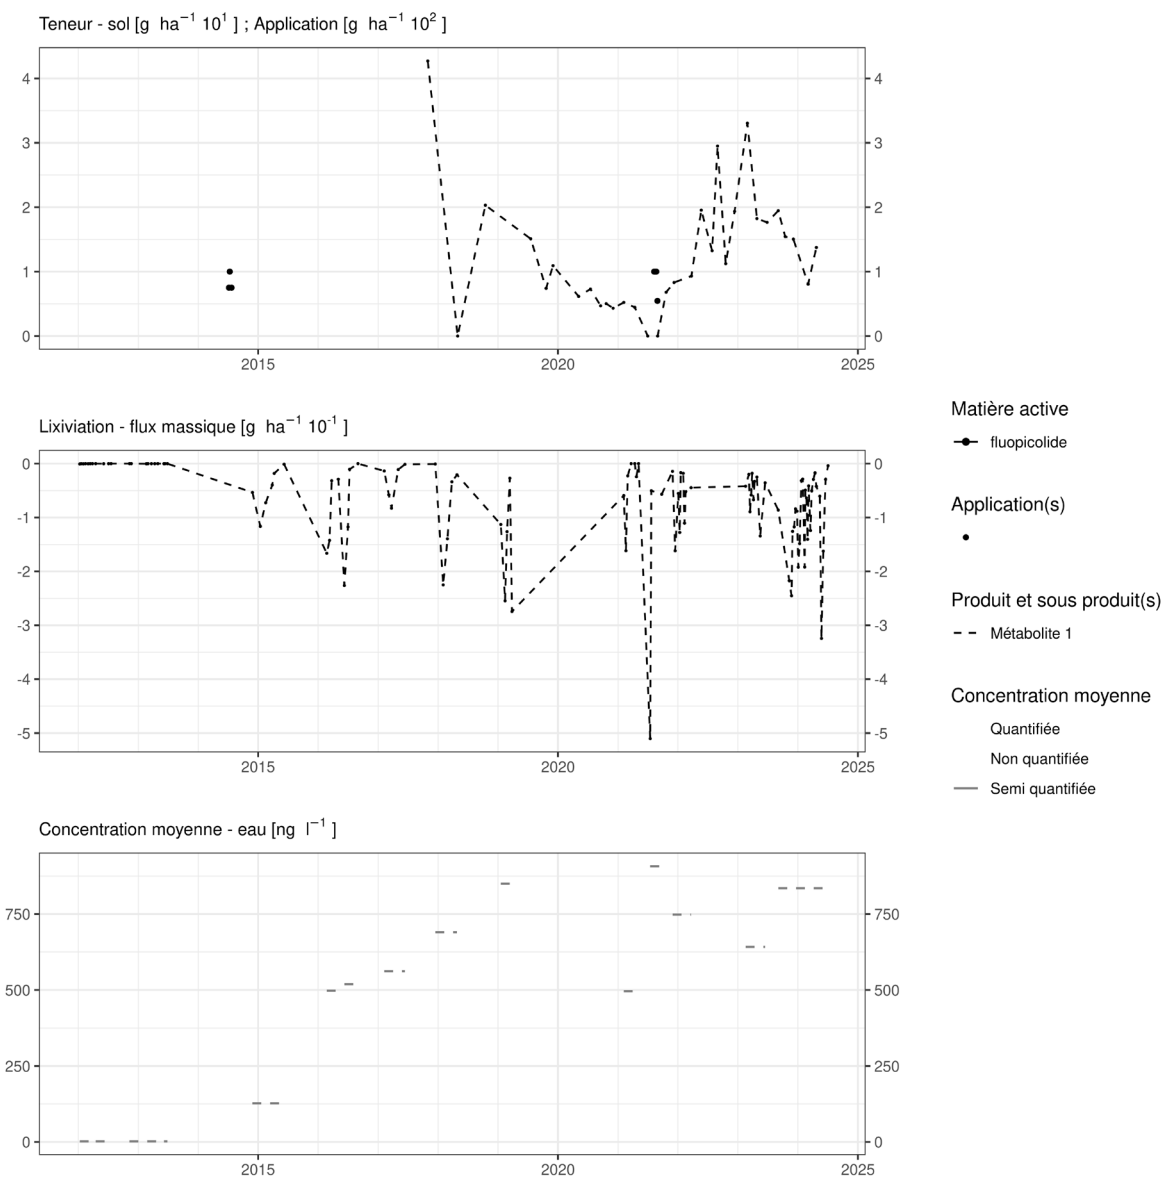 Teneur - sol [g ha⁻¹ 10¹ ] ; Application [g ha⁻¹ 10² ]
4 4
3 3
2 2
1 1
0 0
2015 2020 2025
Lixiviation - flux massique [g ha⁻¹ 10⁻¹ ]
0 0
-1 -1
-2 -2
-3 -3
-4 -4
-5 -5
2015 2020 2025
Concentration moyenne - eau [ng l⁻¹ ]
750 750
500 500
250 250
0 0
2015 2020 2025
Matière active
fluopicolide
Application(s)
Produit et sous produit(s)
Métabolite 1
Concentration moyenne
Quantifiée
Non quantifiée
Semi quantifiée